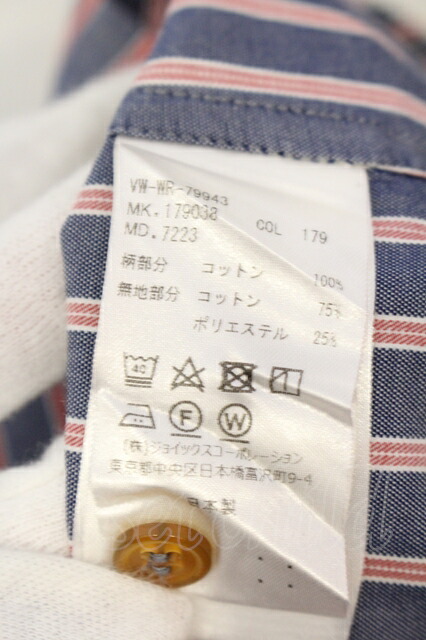 VW-WR-79943
MK. 179038 COL 179
MD. 7223
柄部分 コットン 100%
無地部分 コットン 75%
ポリエステル 25%
40
F W
(株)ジョイックスコーポレーション
東京都中央区日本橋富沢町9-4
日本製